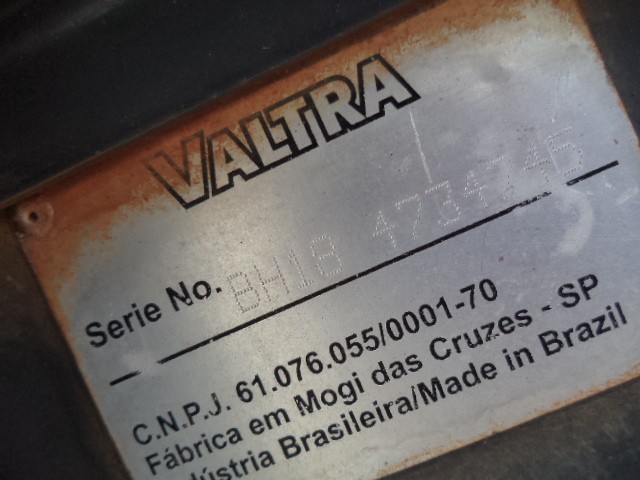 VALTRA
Serie No. BH18 4734745
C.N.P.J. 61.076.055/0001-70
Fábrica em Mogi das Cruzes - SP
dústria Brasileira/Made in Brazil